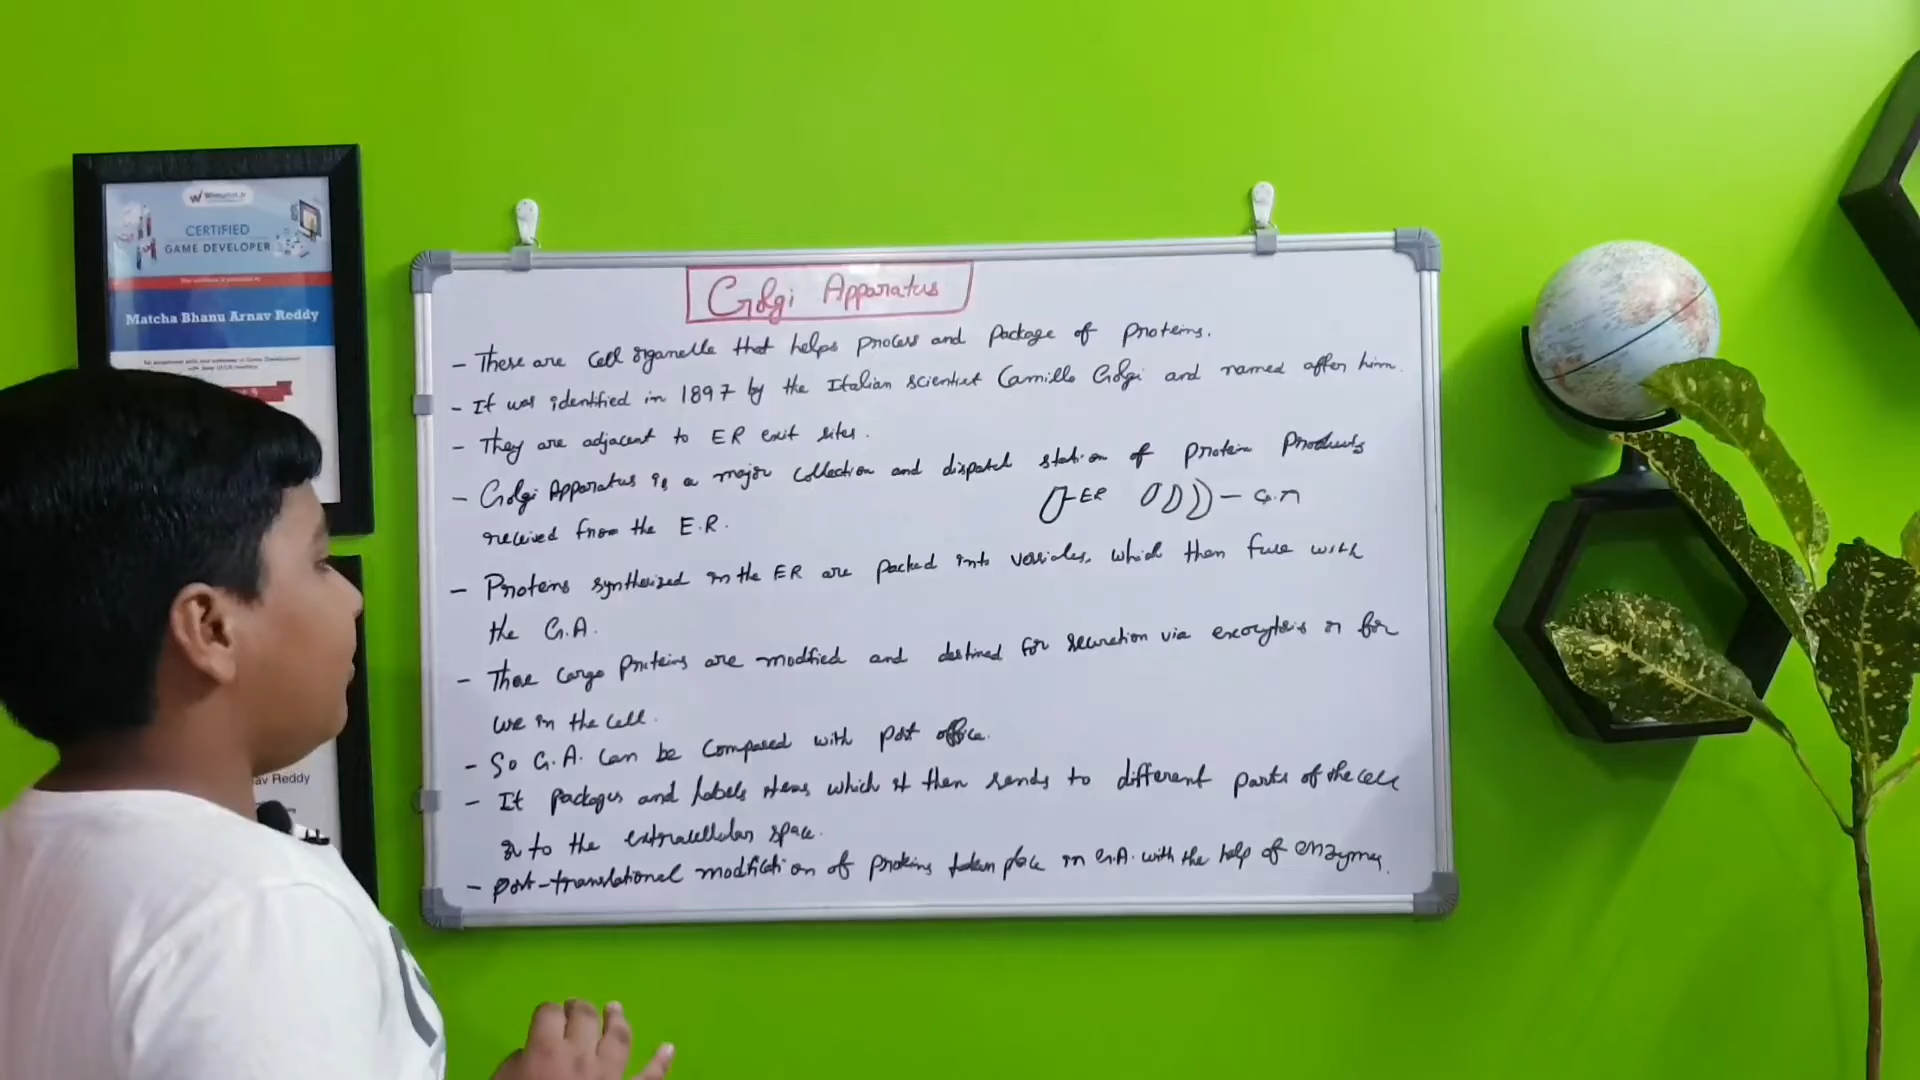 WhiteHat Jr
CERTIFIED
GAME DEVELOPER
Matcha Bhanu Arnav Reddy
Golgi Apparatus
- These are cell organelle that helps process and package of proteins.
- It was identified in 1897 by the Italian scientist Camillo Golgi and named after him.
- They are adjacent to ER exit sites.
- Golgi Apparatus is a major collection and dispatch station of protein products
received from the E.R.
ER - G.A
- Proteins synthesized in the ER are packed into vesicles, which then fuse with
the G.A.
- These cargo proteins are modified and destined for secretion via exocytosis or for
use in the cell.
- So G.A. can be compared with post office.
- It packages and labels items which it then sends to different parts of the cell
or to the extracellular space.
- post-translational modification of proteins taken place in G.A. with the help of enzymes.
av Reddy